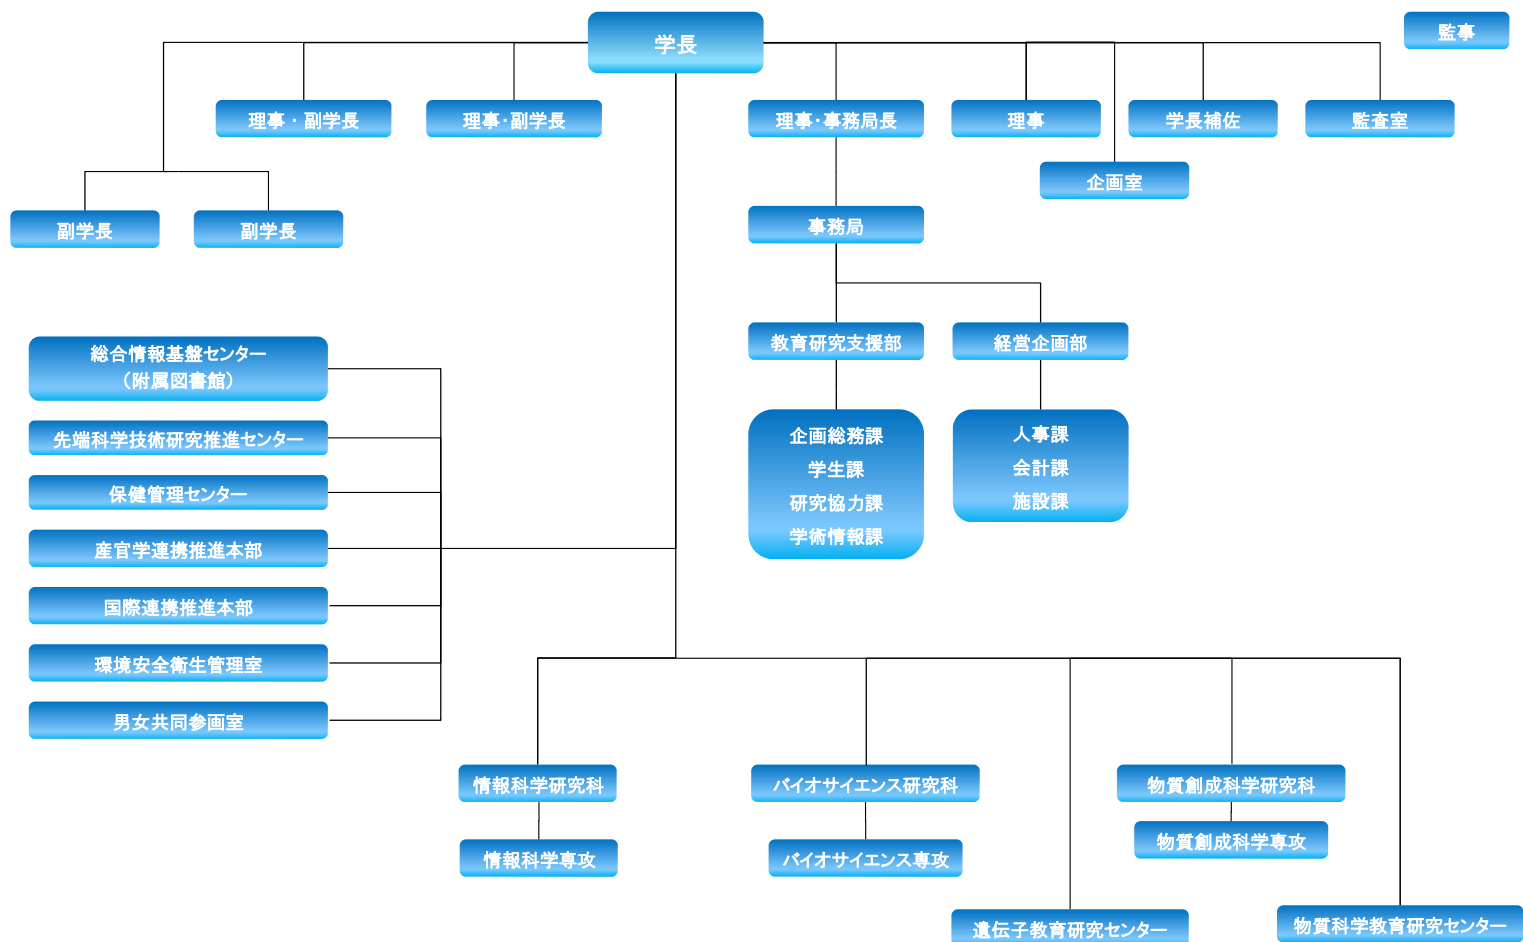 学長
監事
理事・副学長
理事・副学長
理事・事務局長
理事
学長補佐
監査室
企画室
副学長
副学長
事務局
教育研究支援部
経営企画部
企画総務課
学生課
研究協力課
学術情報課
人事課
会計課
施設課
総合情報基盤センター
（附属図書館）
先端科学技術研究推進センター
保健管理センター
産官学連携推進本部
国際連携推進本部
環境安全衛生管理室
男女共同参画室
情報科学研究科
バイオサイエンス研究科
物質創成科学研究科
情報科学専攻
バイオサイエンス専攻
物質創成科学専攻
遺伝子教育研究センター
物質科学教育研究センター